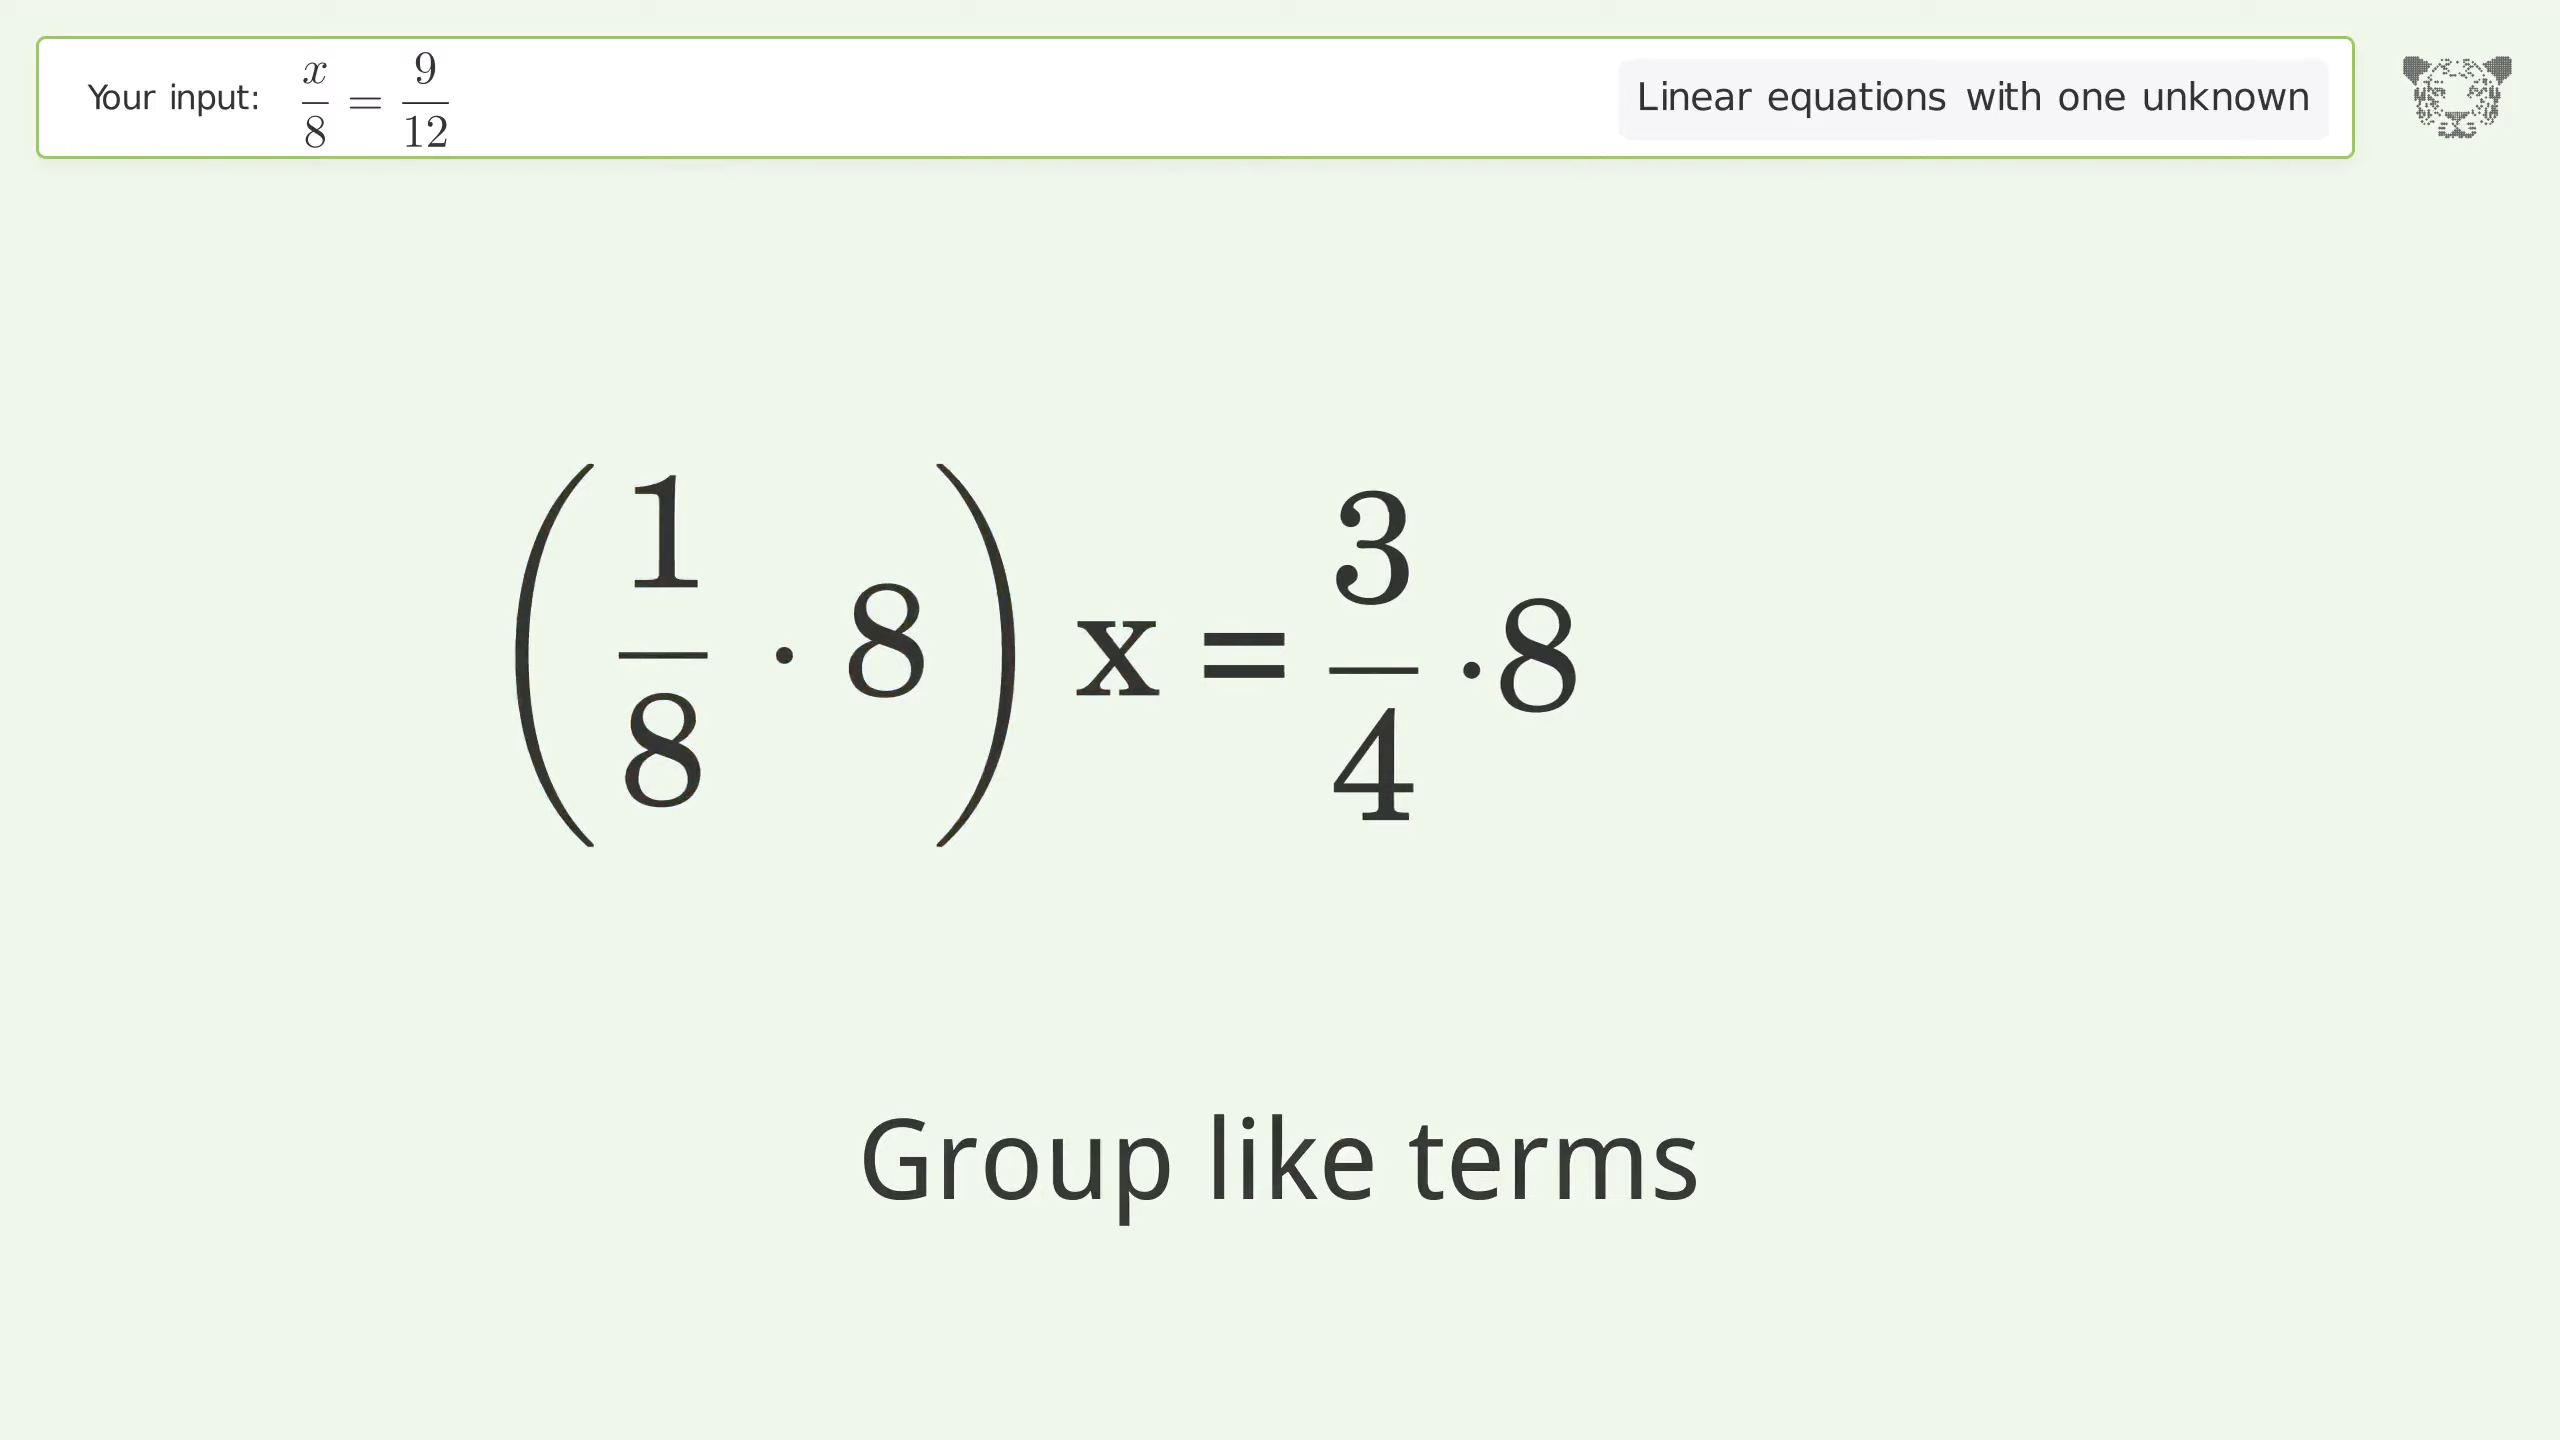 Your input: x/8 = 9/12
Linear equations with one unknown
(1/8 · 8) x = 3/4 ·8
Group like terms